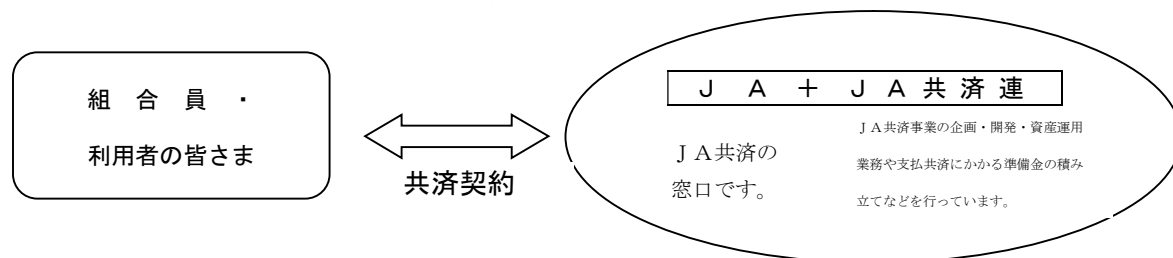 組合員・
利用者の皆さま
共済契約
JA+JA共済連
JA共済の
窓口です。
JA共済事業の企画・開発・資産運用
業務や支払共済にかかる準備金の積み
立てなどを行っています。